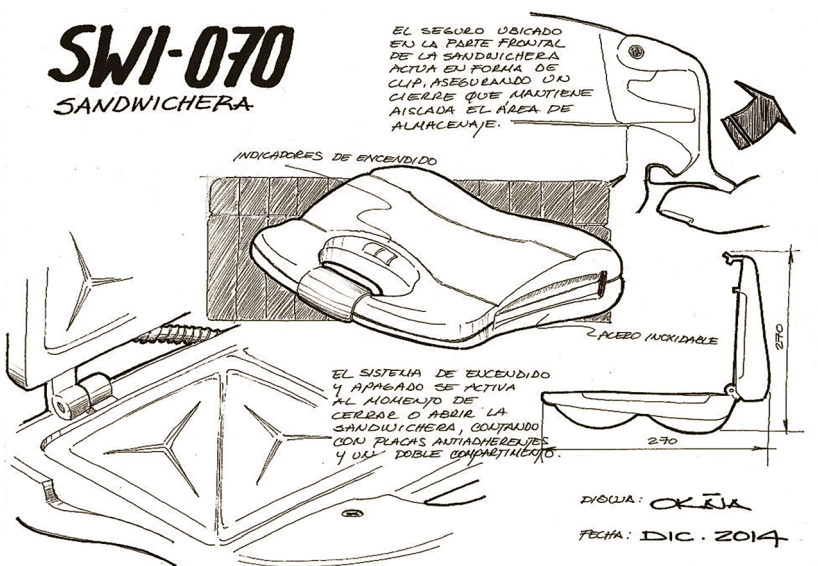 SWI-070
SANDWICHERA
EL SEGURO UBICADO
EN LA PARTE FRONTAL
DE LA SANDWICHERA
ACTUA EN FORMA DE
CLIP, ASEGURANDO UN
CIERRE QUE MANTIENE
AISLADA EL ÁREA DE
ALMACENAJE.
INDICADORES DE ENCENDIDO
ACERO INOXIDABLE
270
EL SISTEMA DE ENCENDIDO
Y APAGADO SE ACTIVA
AL MOMENTO DE
CERRAR O ABRIR LA
SANDWICHERA, CONTANDO
CON PLACAS ANTIADHERENTES
Y UN DOBLE COMPARTIMENTO.
270
DIBUJA: OKAÑA
FECHA: DIC. 2014